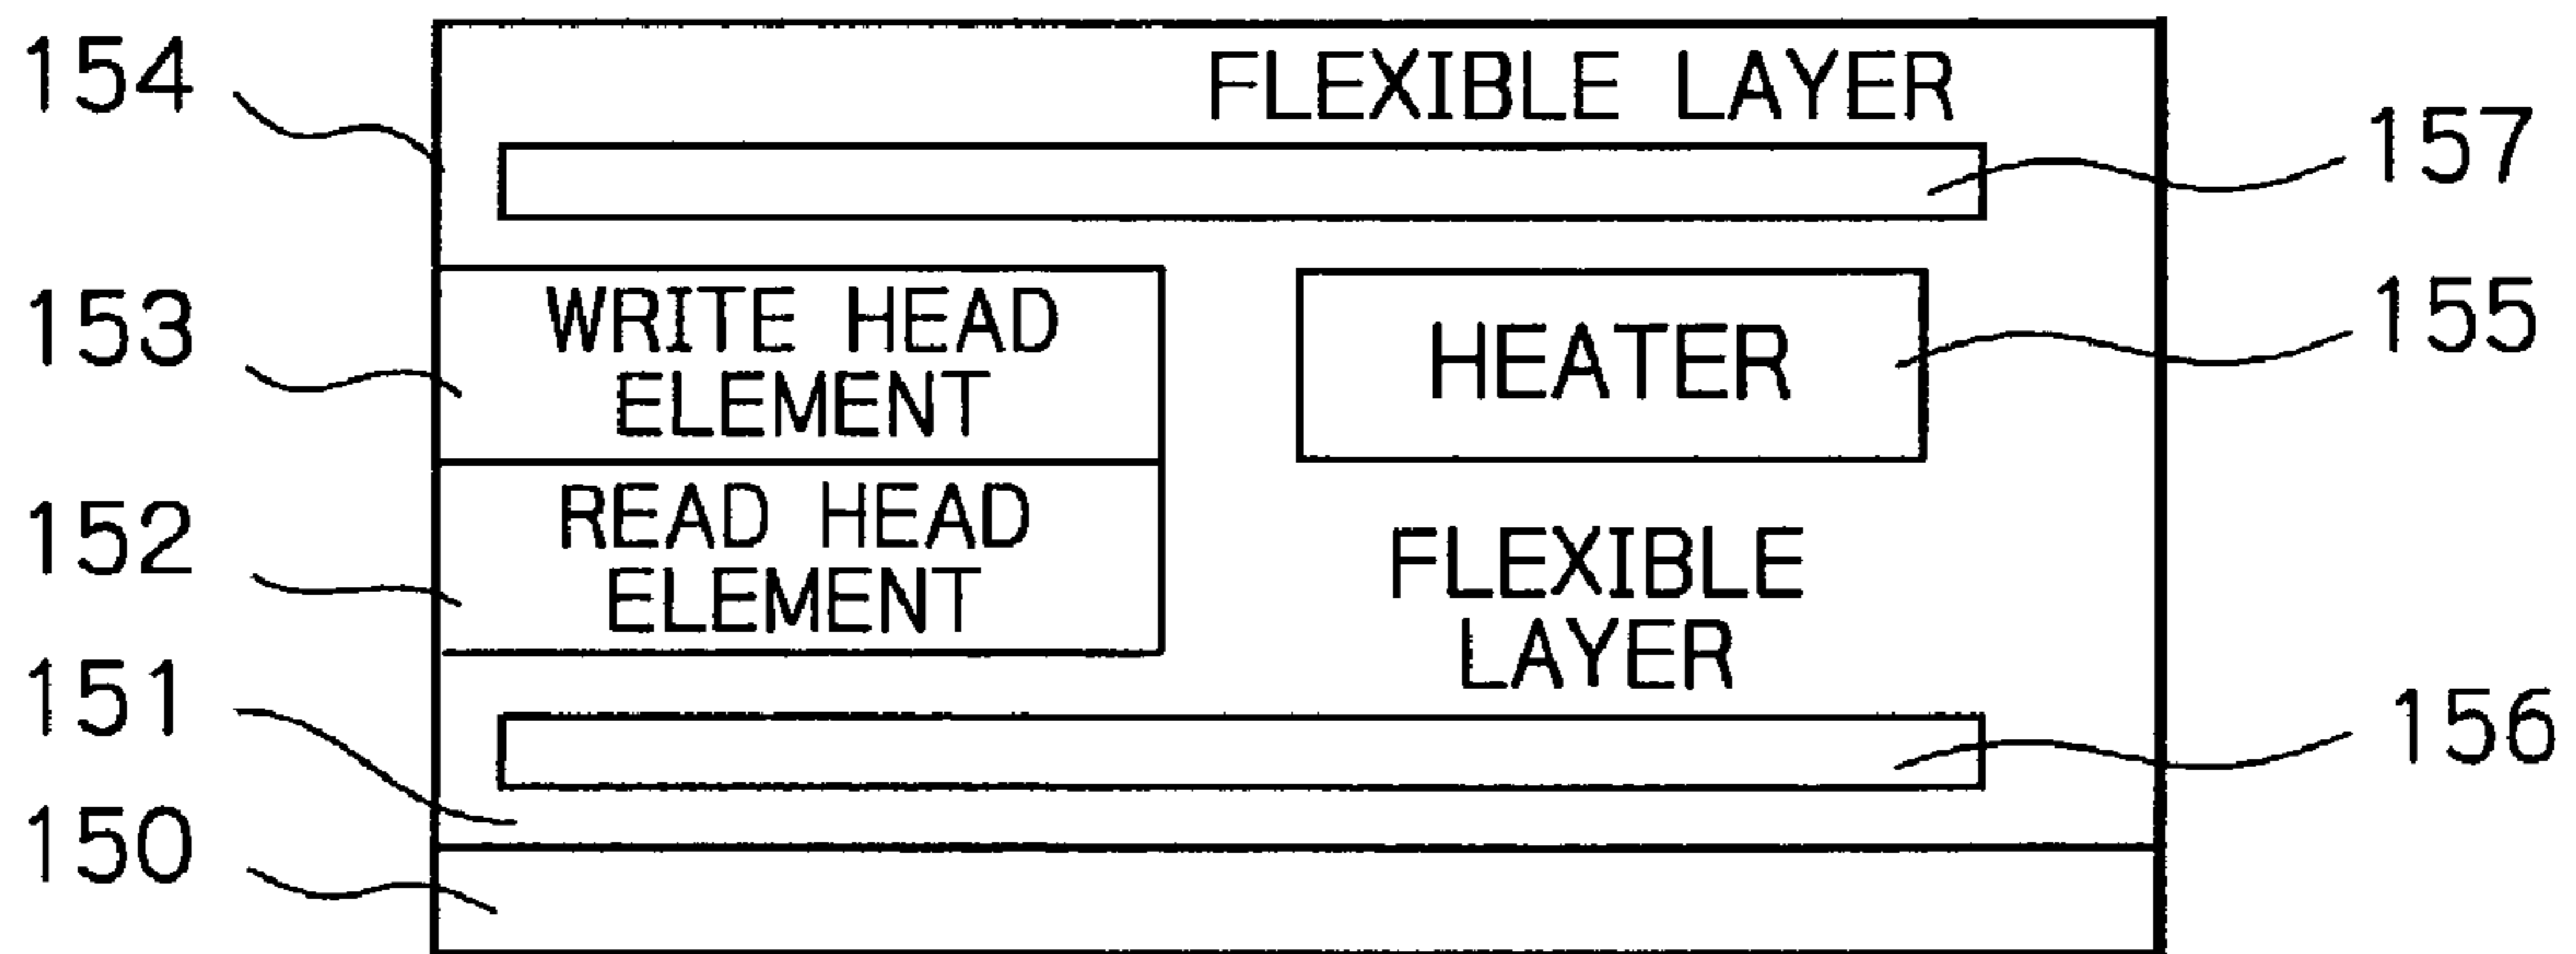 154
FLEXIBLE LAYER
157
153
WRITE HEAD
ELEMENT
HEATER
155
152
READ HEAD
ELEMENT
FLEXIBLE
LAYER
151
156
150